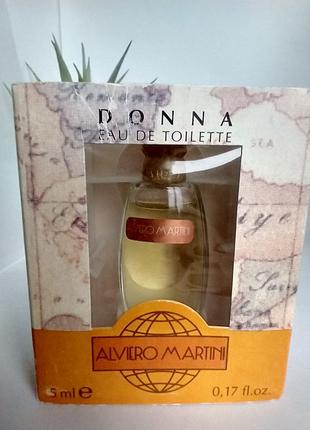 DONNA
EAU DE TOILETTE
SEA
ALVIERO MARTINI
ALVIERO MARTINI
5 ml e 0,17 fl.oz.